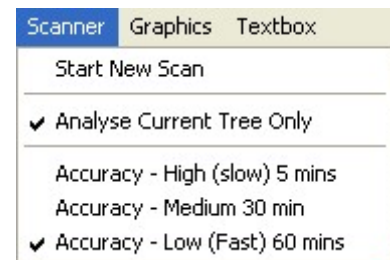 Scanner Graphics Textbox
Start New Scan
Analyse Current Tree Only
Accuracy - High (slow) 5 mins
Accuracy - Medium 30 min
Accuracy - Low (Fast) 60 mins